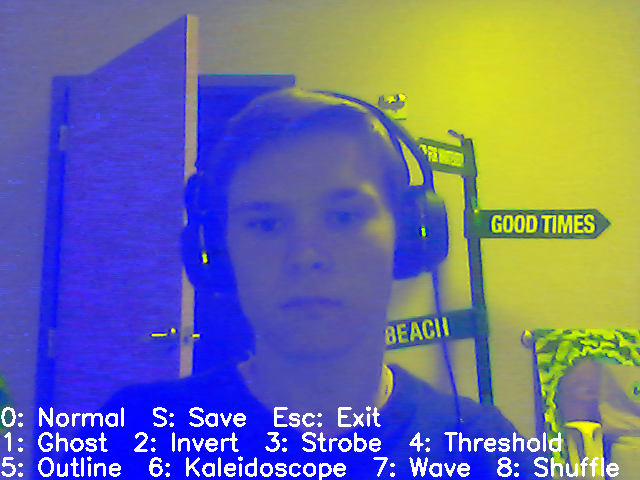 GOOD TIMES
BEACH
0: Normal S: Save Esc: Exit
1: Ghost 2: Invert 3: Strobe 4: Threshold
5: Outline 6: Kaleidoscope 7: Wave 8: Shuffle